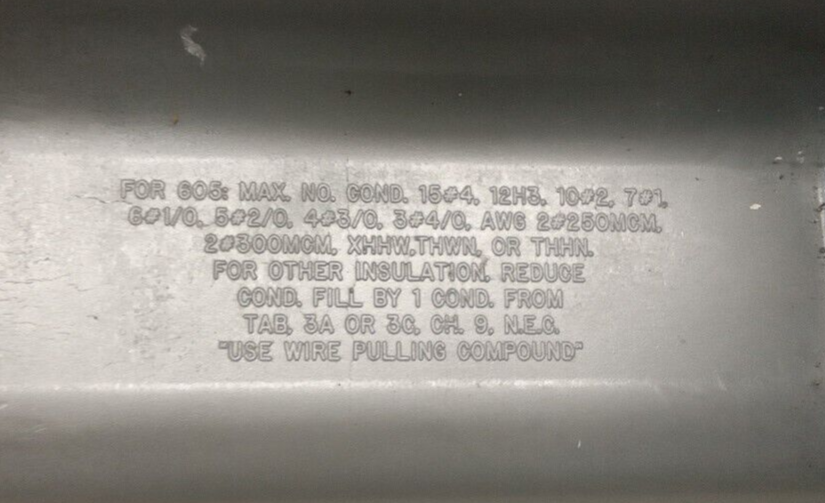 FOR 605: MAX. NO. COND. 15#4, 12H3, 10#2, 7#1,
6#1/0, 5#2/0, 4#3/0, 3#4/0, AWG 2#250MCM,
2#300MCM, XHHW,THWN, OR THHN.
FOR OTHER INSULATION, REDUCE
COND. FILL BY 1 COND. FROM
TAB, 3A OR 3C, CH. 9, N.E.C.
"USE WIRE PULLING COMPOUND"